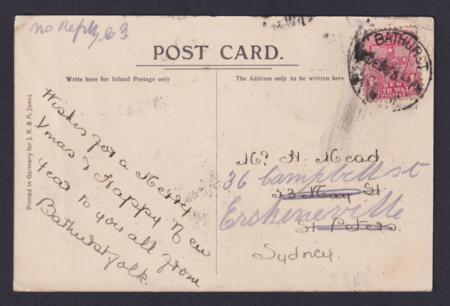 no Reply 63
POST CARD.
Write here for Inland Postage only
The Address only to be written here
BATHURST
Printed in Germany for J. R. & A. Jones
Wishes for a Merry
Xmas & Happy New
Year to you all from
Bathurst folk.
Mr. H. Mead
36 Campbell st
St
Erskineville
St Peters
Sydney.